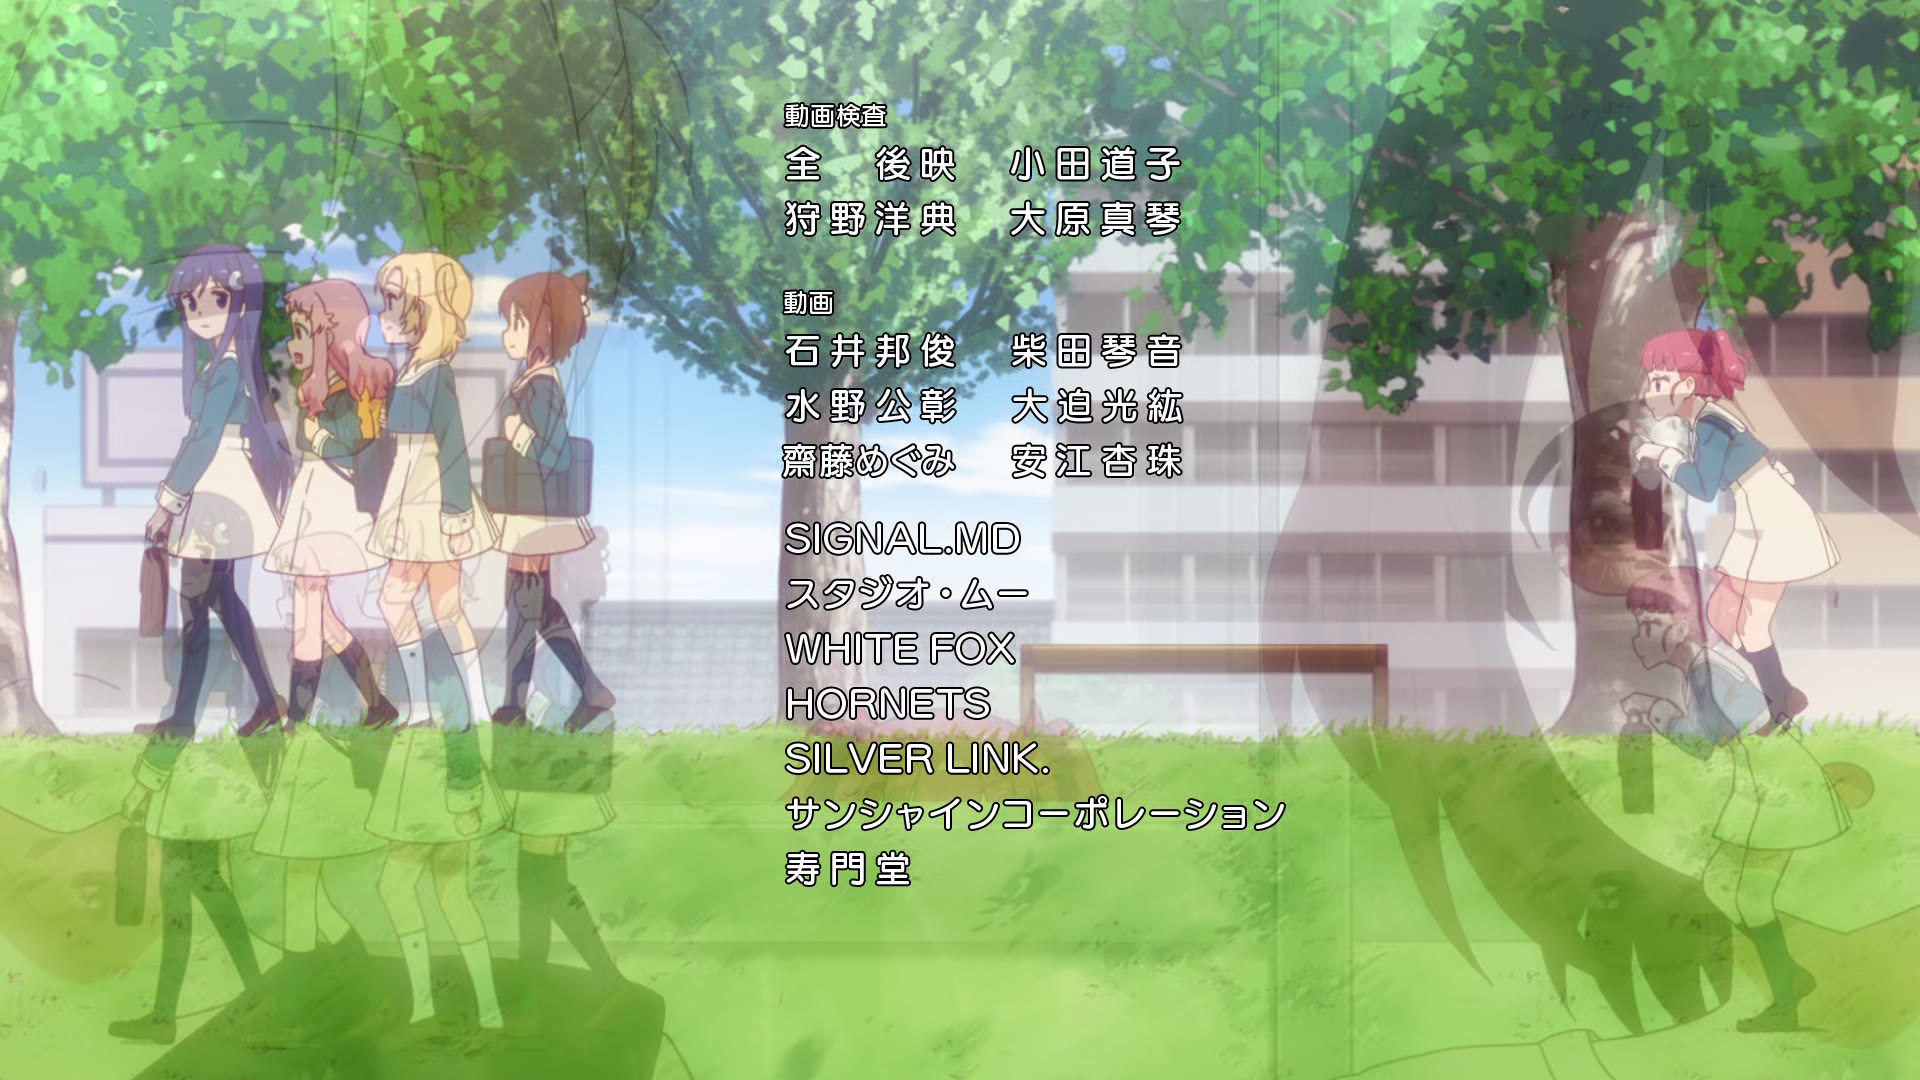 動画検査
全　後映　小田道子
狩野洋典　大原真琴
動画
石井邦俊　柴田琴音
水野公彰　大迫光紘
齋藤めぐみ　安江杏珠
SIGNAL.MD
スタジオ・ムー
WHITE FOX
HORNETS
SILVER LINK.
サンシャインコーポレーション
寿門堂